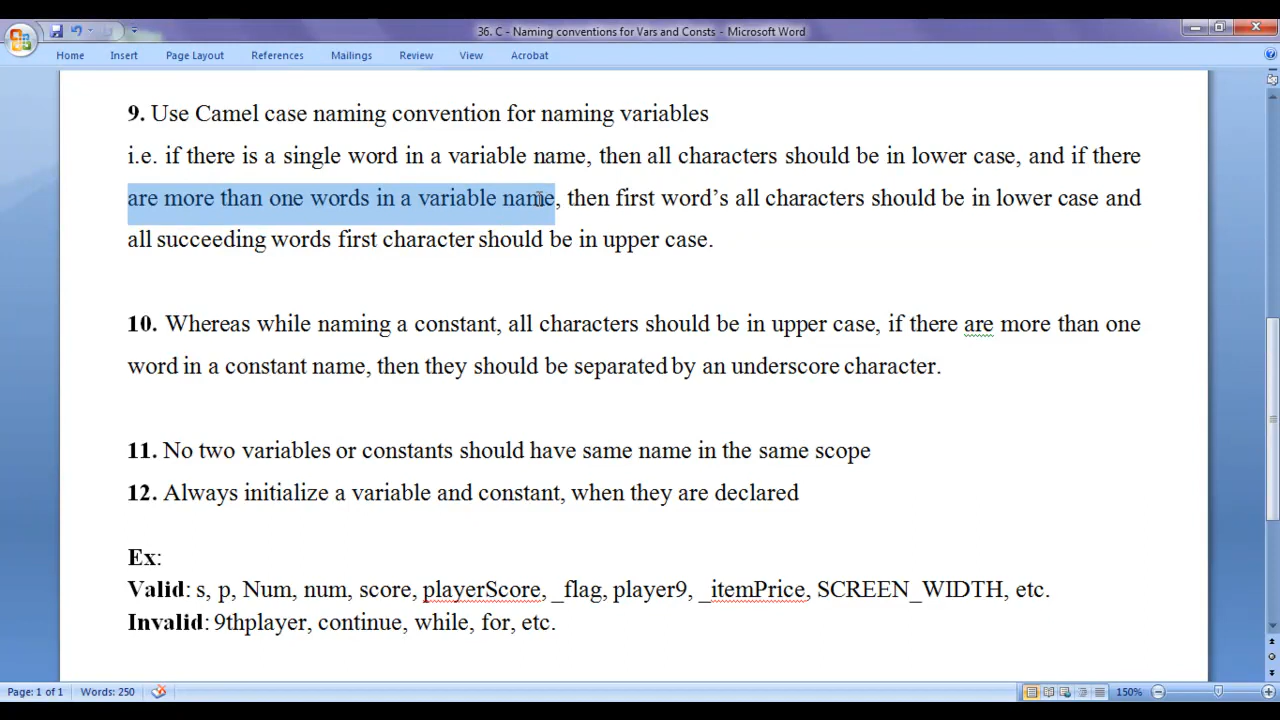 36. C - Naming conventions for Vars and Consts - Microsoft Word
Home Insert Page Layout References Mailings Review View Acrobat
9. Use Camel case naming convention for naming variables
i.e. if there is a single word in a variable name, then all characters should be in lower case, and if there
are more than one words in a variable name, then first word’s all characters should be in lower case and
all succeeding words first character should be in upper case.
10. Whereas while naming a constant, all characters should be in upper case, if there are more than one
word in a constant name, then they should be separated by an underscore character.
11. No two variables or constants should have same name in the same scope
12. Always initialize a variable and constant, when they are declared
Ex:
Valid: s, p, Num, num, score, playerScore, _flag, player9, _itemPrice, SCREEN_WIDTH, etc.
Invalid: 9thplayer, continue, while, for, etc.
Page: 1 of 1 Words: 250 150%